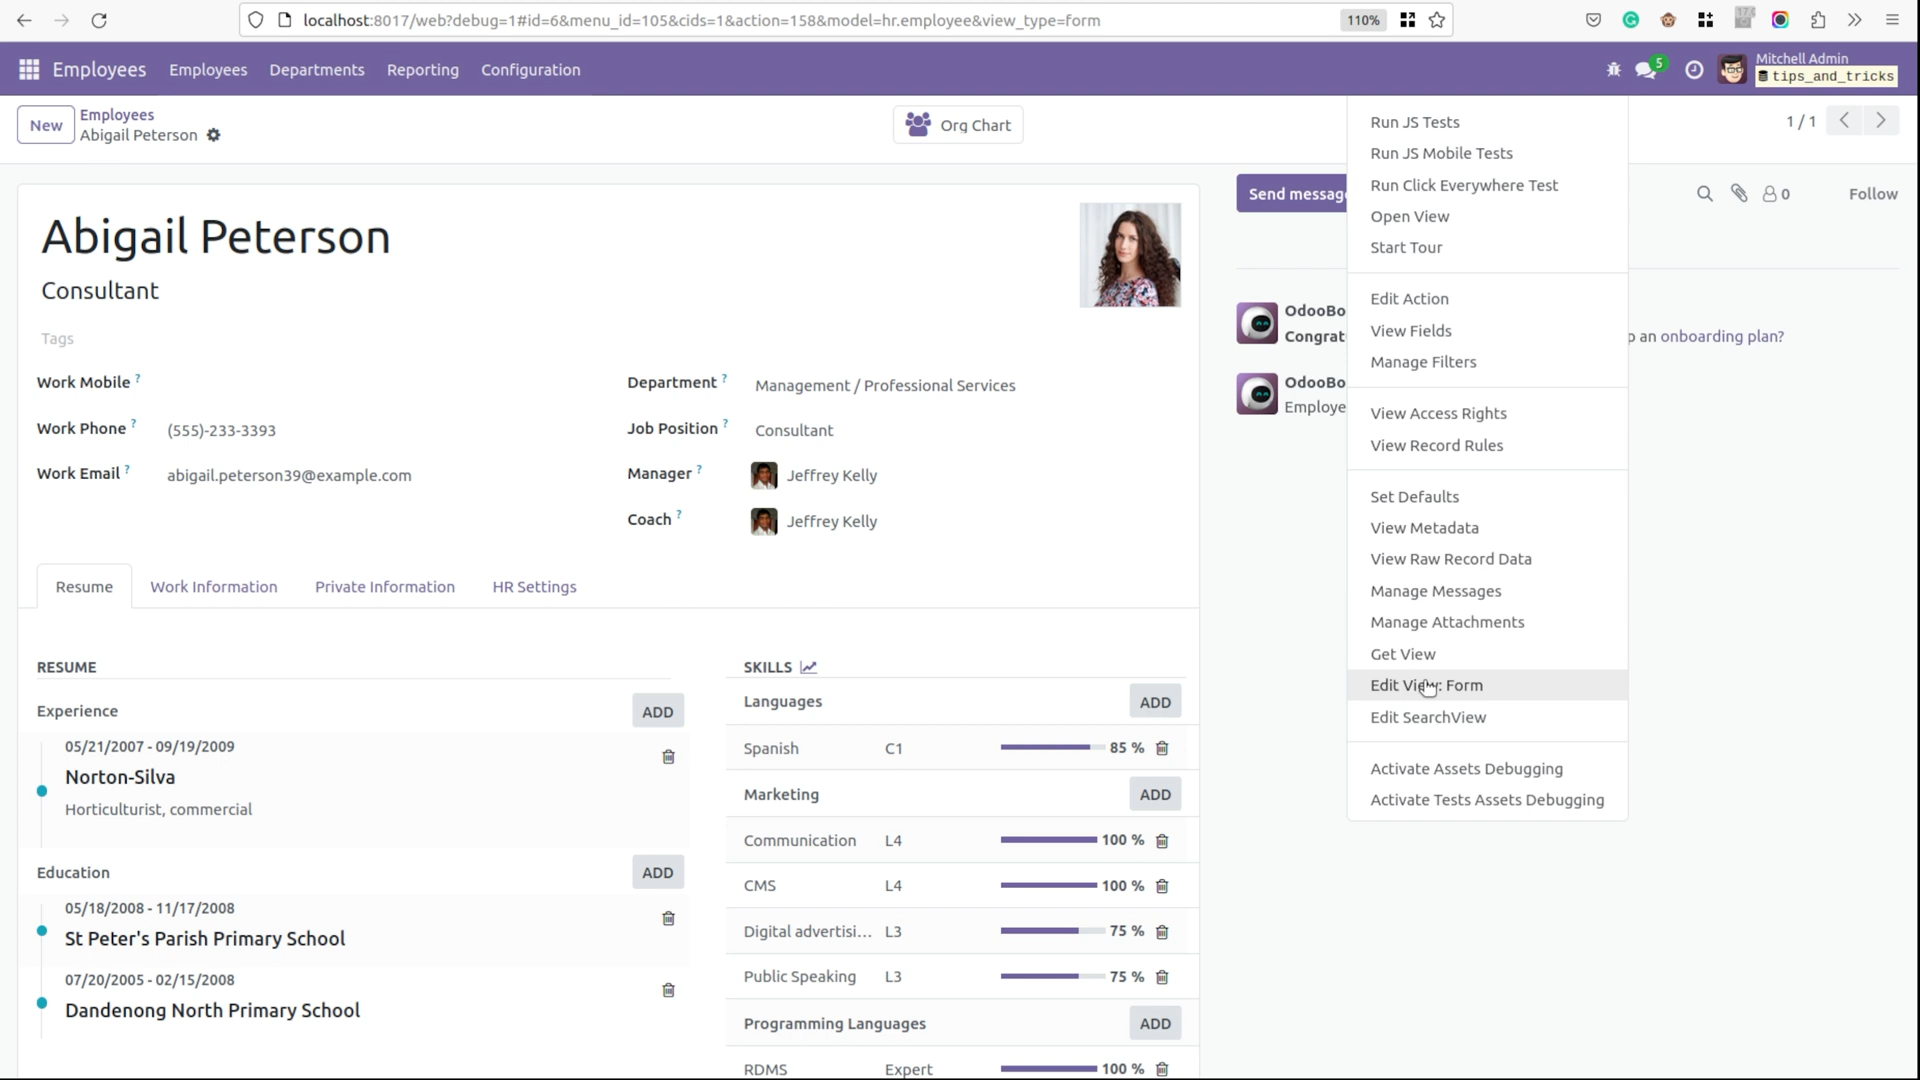 localhost:8017/web?debug=1#id=6&menu_id=105&cids=1&action=158&model=hr.employee&view_type=form
110%
Employees
Employees
Departments
Reporting
Configuration
5
Mitchell Admin
tips_and_tricks
New
Employees
Abigail Peterson
Org Chart
1 / 1
Abigail Peterson
Consultant
Tags
Work Mobile ?
Work Phone ? (555)-233-3393
Work Email ? abigail.peterson39@example.com
Department ? Management / Professional Services
Job Position ? Consultant
Manager ? Jeffrey Kelly
Coach ? Jeffrey Kelly
Resume
Work Information
Private Information
HR Settings
RESUME
Experience ADD
05/21/2007 - 09/19/2009
Norton-Silva
Horticulturist, commercial
Education ADD
05/18/2008 - 11/17/2008
St Peter's Parish Primary School
07/20/2005 - 02/15/2008
Dandenong North Primary School
SKILLS
Languages ADD
Spanish C1 85 %
Marketing ADD
Communication L4 100 %
CMS L4 100 %
Digital advertisi... L3 75 %
Public Speaking L3 75 %
Programming Languages ADD
RDMS Expert 100 %
Run JS Tests
Run JS Mobile Tests
Run Click Everywhere Test
Open View
Start Tour
Edit Action
View Fields
Manage Filters
View Access Rights
View Record Rules
Set Defaults
View Metadata
View Raw Record Data
Manage Messages
Manage Attachments
Get View
Edit View: Form
Edit SearchView
Activate Assets Debugging
Activate Tests Assets Debugging
Send messag
0
Follow
OdooBo
Congrat
an onboarding plan?
OdooBo
Employe